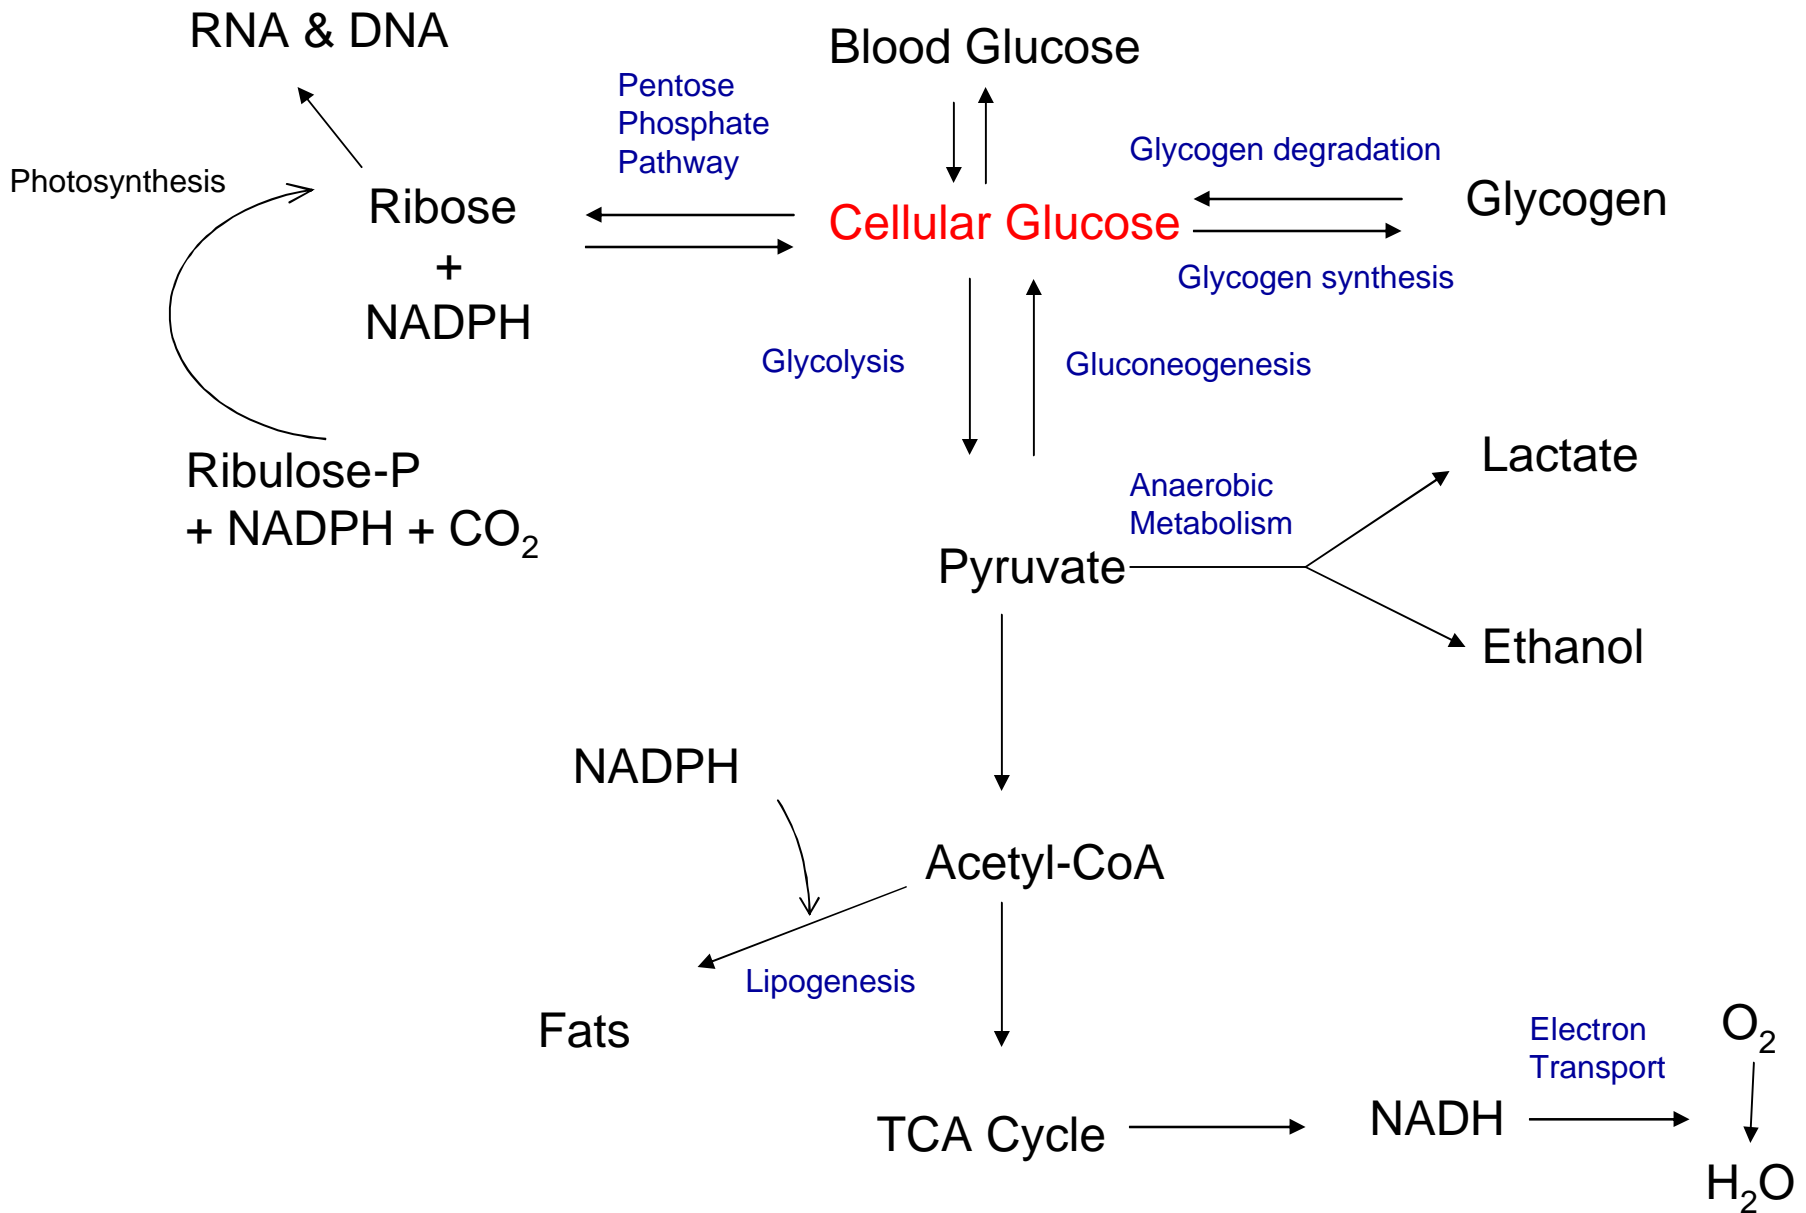 RNA & DNA
Blood Glucose
Pentose
Phosphate
Pathway
Glycogen degradation
Photosynthesis
Ribose
+
NADPH
Cellular Glucose
Glycogen
Glycogen synthesis
Glycolysis
Gluconeogenesis
Ribulose-P
+ NADPH + CO₂
Lactate
Anaerobic
Metabolism
Pyruvate
Ethanol
NADPH
Acetyl-CoA
Lipogenesis
Fats
Electron
Transport
O₂
TCA Cycle
NADH
H₂O